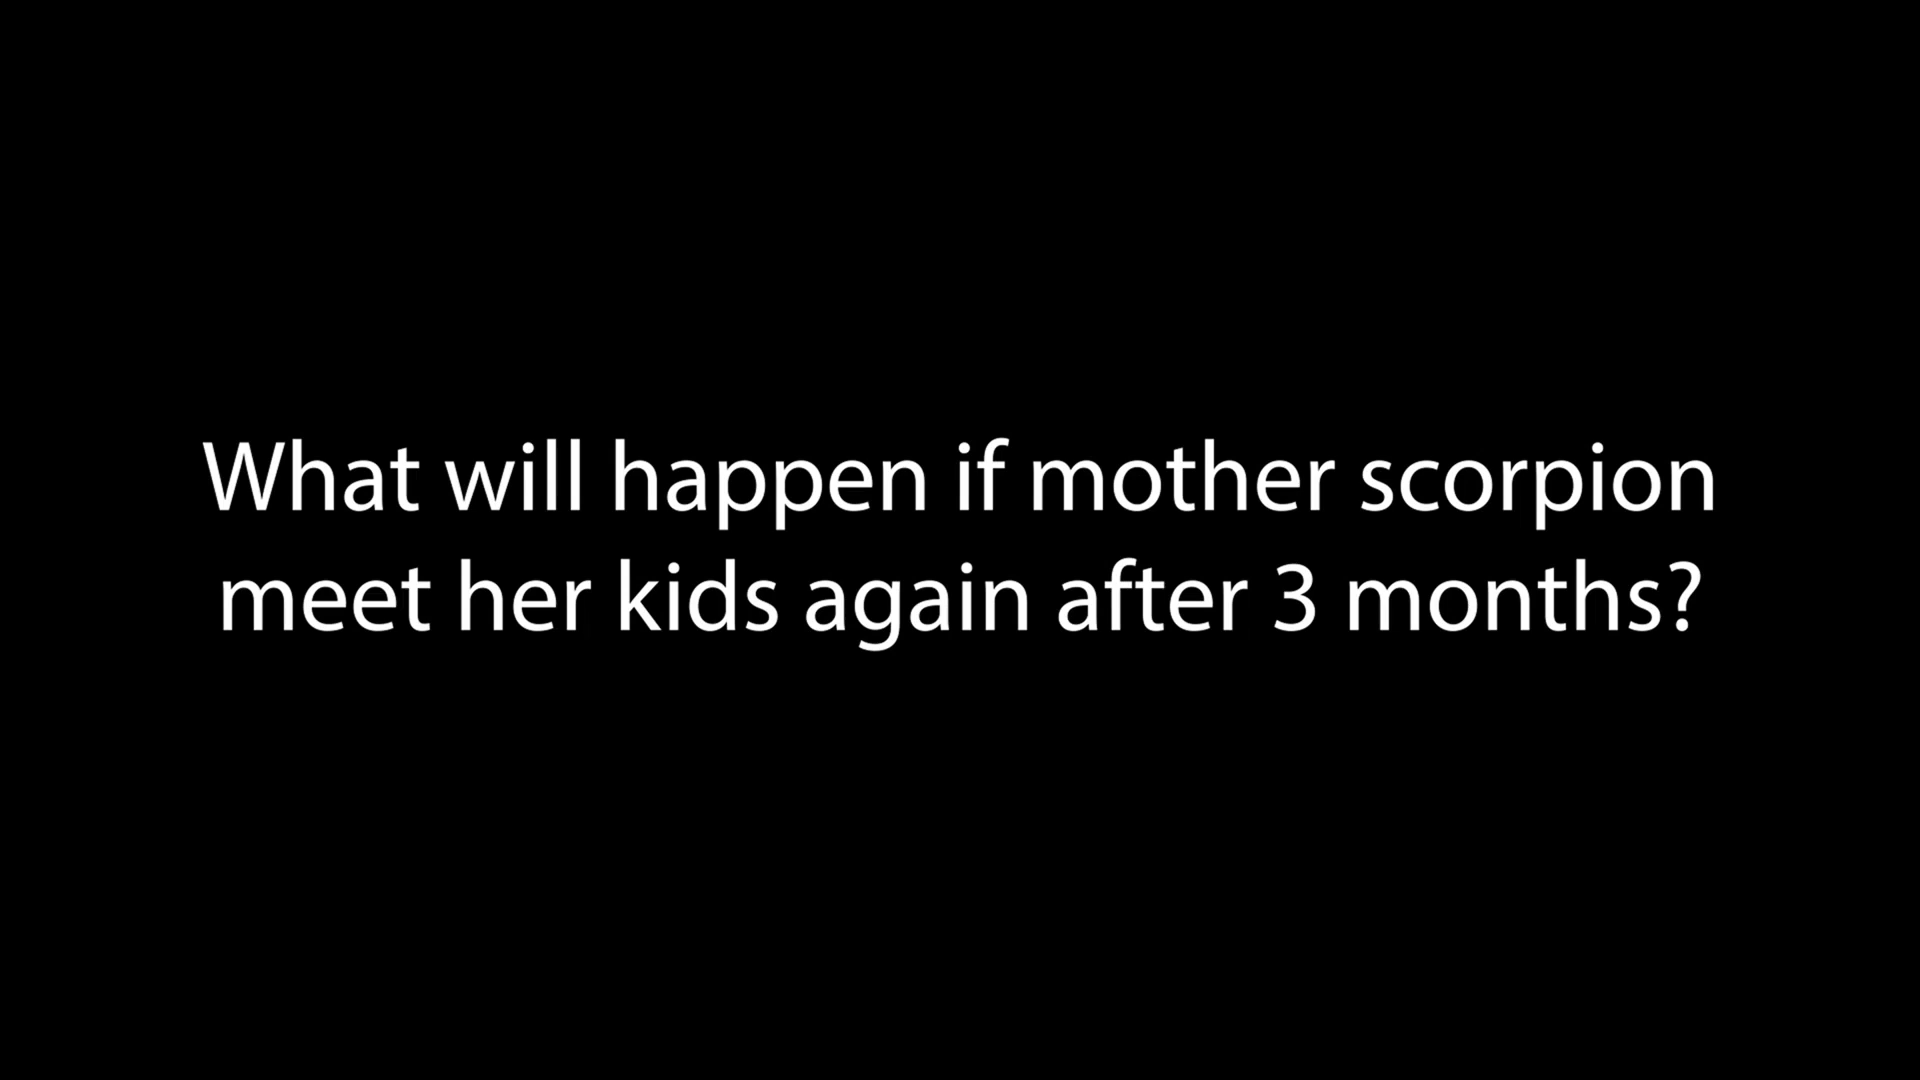 What will happen if mother scorpion
meet her kids again after 3 months?